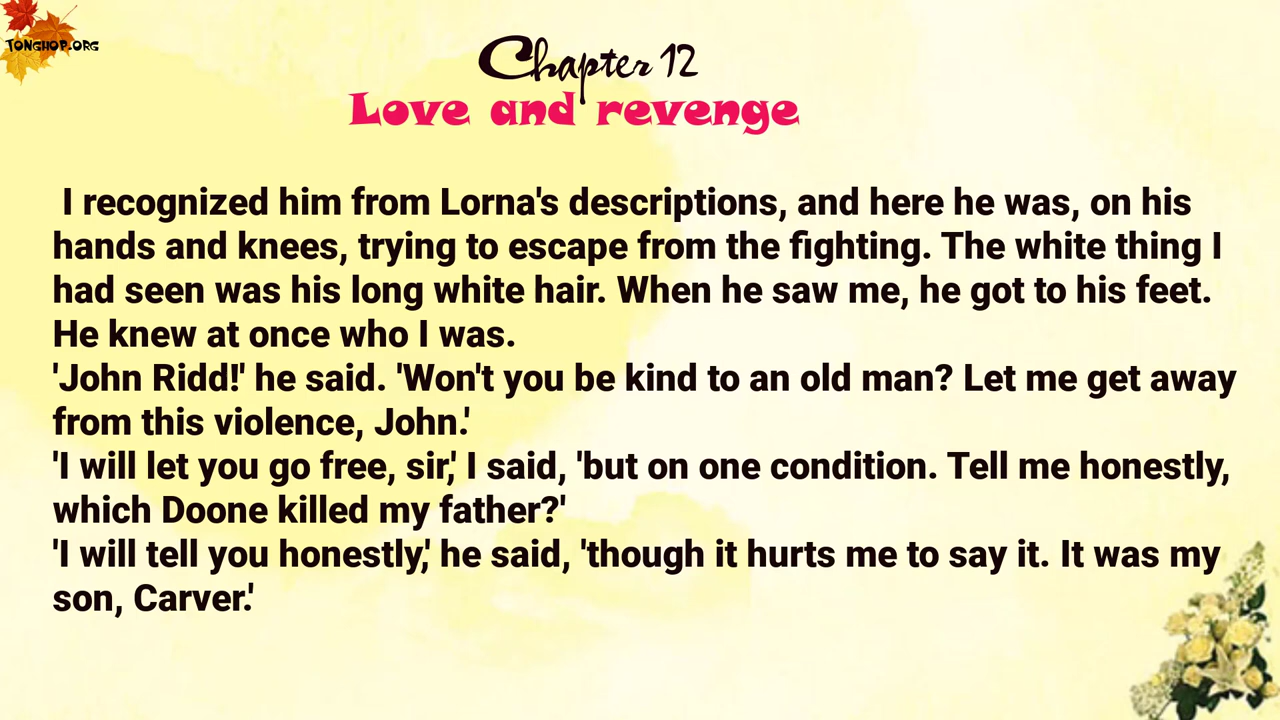 TONGHOP.ORG
Chapter 12
Love and revenge
I recognized him from Lorna's descriptions, and here he was, on his
hands and knees, trying to escape from the fighting. The white thing I
had seen was his long white hair. When he saw me, he got to his feet.
He knew at once who I was.
'John Ridd!' he said. 'Won't you be kind to an old man? Let me get away
from this violence, John.'
'I will let you go free, sir,' I said, 'but on one condition. Tell me honestly,
which Doone killed my father?'
'I will tell you honestly,' he said, 'though it hurts me to say it. It was my
son, Carver.'